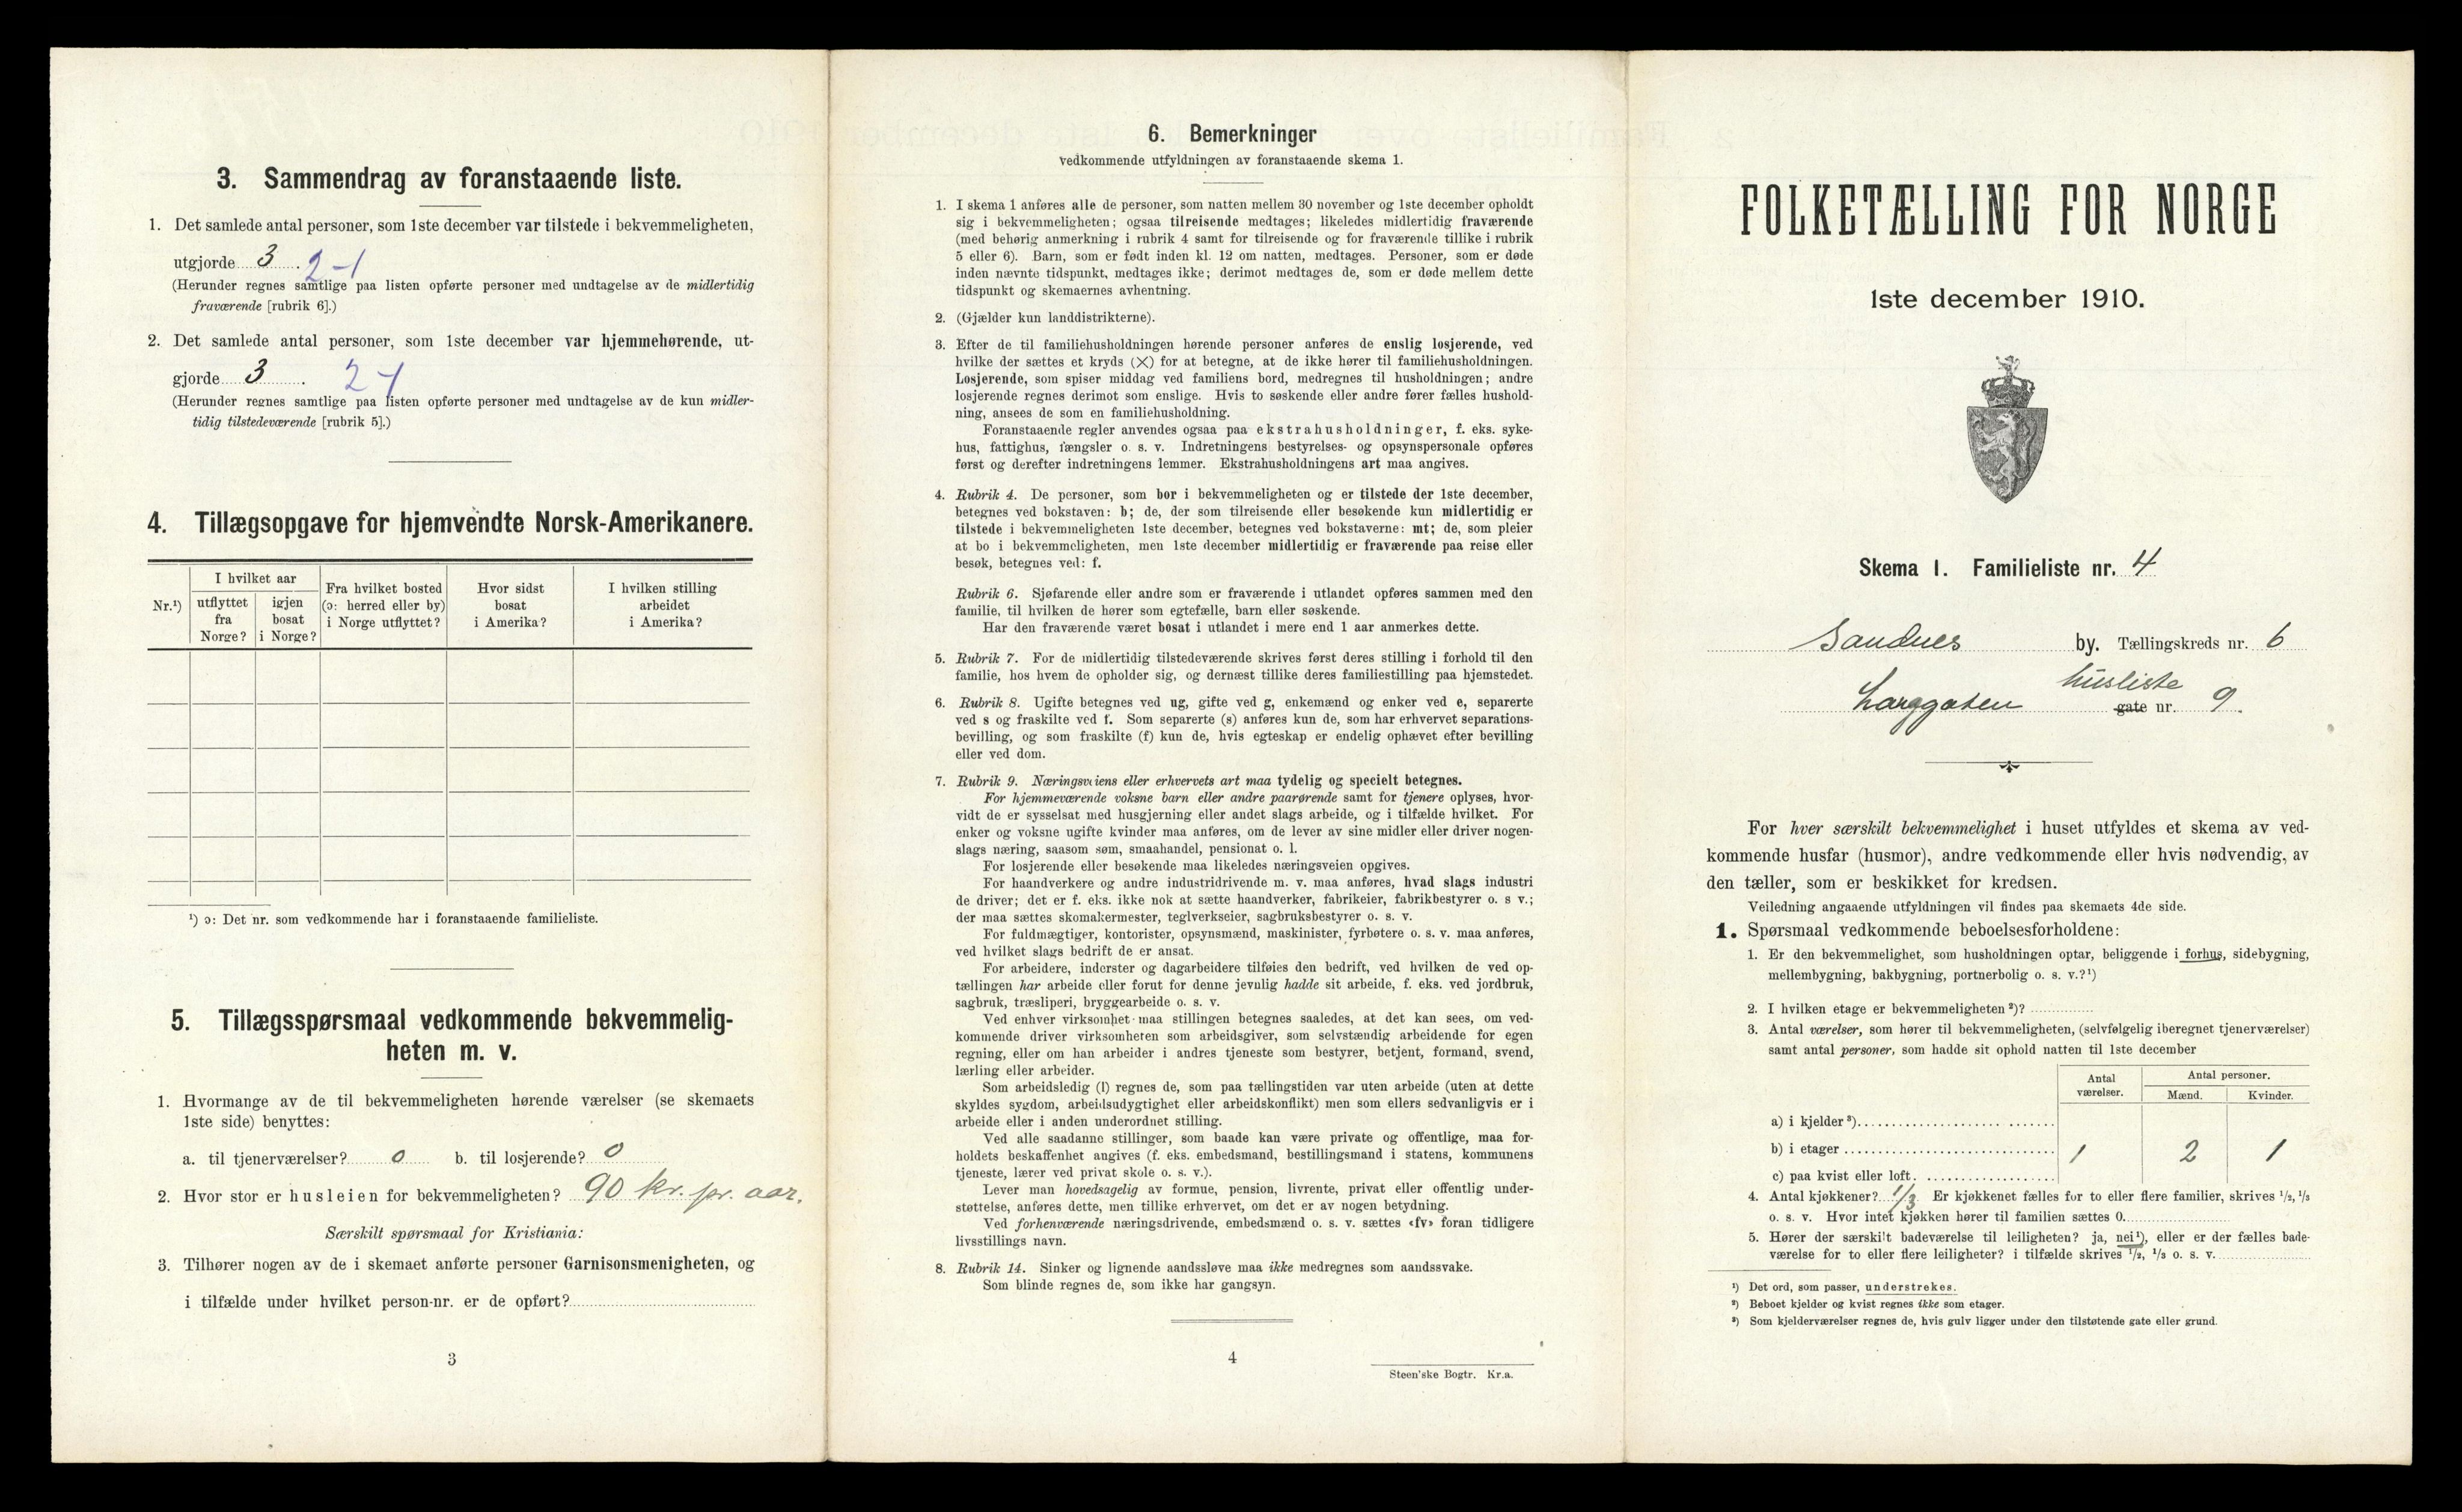 3. Sammendrag av foranstaaende liste.
1. Det samlede antal personer, som 1ste december var tilstede i bekvemmeligheten,
utgjorde 3 . 2-1
(Herunder regnes samtlige paa listen opførte personer med undtagelse av de midlertidig
fraværende [rubrik 6].)
2. Det samlede antal personer, som 1ste december var hjemmehørende, ut-
gjorde 3 . 2-1
(Herunder regnes samtlige paa listen opførte personer med undtagelse av de kun midler-
tidig tilstedeværende [rubrik 5].)
4. Tillægsopgave for hjemvendte Norsk-Amerikanere.
Nr.¹)
I hvilket aar
utflyttet
fra
Norge?
igjen
bosat
i Norge?
Fra hvilket bosted
(ɔ: herred eller by)
i Norge utflyttet?
Hvor sidst
bosat
i Amerika?
I hvilken stilling
arbeidet
i Amerika?
¹) ɔ: Det nr. som vedkommende har i foranstaaende familieliste.
5. Tillægsspørsmaal vedkommende bekvemmelig-
heten m. v.
1. Hvormange av de til bekvemmeligheten hørende værelser (se skemaets
1ste side) benyttes:
a. til tjenerværelser? 0 b. til losjerende? 0
2. Hvor stor er husleien for bekvemmeligheten? 90 kr. pr. aar.
Særskilt spørsmaal for Kristiania:
3. Tilhører nogen av de i skemaet anførte personer Garnisonsmenigheten, og
i tilfælde under hvilket person-nr. er de opført?
3
6. Bemerkninger
vedkommende utfyldningen av foranstaaende skema 1.
1. I skema 1 anføres alle de personer, som natten mellem 30 november og 1ste december opholdt
sig i bekvemmeligheten; ogsaa tilreisende medtages; likeledes midlertidig fraværende
(med behørig anmerkning i rubrik 4 samt for tilreisende og for fraværende tillike i rubrik
5 eller 6). Barn, som er født inden kl. 12 om natten, medtages. Personer, som er døde
inden nævnte tidspunkt, medtages ikke; derimot medtages de, som er døde mellem dette
tidspunkt og skemaernes avhentning.
2. (Gjælder kun landdistrikterne).
3. Efter de til familiehusholdningen hørende personer anføres de enslig losjerende, ved
hvilke der sættes et kryds (×) for at betegne, at de ikke hører til familiehusholdningen.
Losjerende, som spiser middag ved familiens bord, medregnes til husholdningen; andre
losjerende regnes derimot som enslige. Hvis to søskende eller andre fører fælles hushold-
ning, ansees de som en familiehusholdning.
Foranstaaende regler anvendes ogsaa paa ekstrahusholdninger, f. eks. syke-
hus, fattighus, fængsler o. s. v. Indretningens bestyrelses- og opsynspersonale opføres
først og derefter indretningens lemmer. Ekstrahusholdningens art maa angives.
4. Rubrik 4. De personer, som bor i bekvemmeligheten og er tilstede der 1ste december,
betegnes ved bokstaven: b; de, der som tilreisende eller besøkende kun midlertidig er
tilstede i bekvemmeligheten 1ste december, betegnes ved bokstaverne: mt; de, som pleier
at bo i bekvemmeligheten, men 1ste december midlertidig er fraværende paa reise eller
besøk, betegnes ved: f.
Rubrik 6. Sjøfarende eller andre som er fraværende i utlandet opføres sammen med den
familie, til hvilken de hører som egtefælle, barn eller søskende.
Har den fraværende været bosat i utlandet i mere end 1 aar anmerkes dette.
5. Rubrik 7. For de midlertidig tilstedeværende skrives først deres stilling i forhold til den
familie, hos hvem de opholder sig, og dernæst tillike deres familiestilling paa hjemstedet.
6. Rubrik 8. Ugifte betegnes ved ug, gifte ved g, enkemænd og enker ved e, separerte
ved s og fraskilte ved f. Som separerte (s) anføres kun de, som har erhvervet separations-
bevilling, og som fraskilte (f) kun de, hvis egteskap er endelig ophævet efter bevilling
eller ved dom.
7. Rubrik 9. Næringsveiens eller erhvervets art maa tydelig og specielt betegnes.
For hjemmeværende voksne barn eller andre paarørende samt for tjenere oplyses, hvor-
vidt de er sysselsat med husgjerning eller andet slags arbeide, og i tilfælde hvilket. For
enker og voksne ugifte kvinder maa anføres, om de lever av sine midler eller driver nogen-
slags næring, saasom søm, smaahandel, pensionat o. l.
For losjerende eller besøkende maa likeledes næringsveien opgives.
For haandverkere og andre industridrivende m. v. maa anføres, hvad slags industri
de driver; det er f. eks. ikke nok at sætte haandverker, fabrikeier, fabrikbestyrer o. s v.;
der maa sættes skomakermester, teglverkseier, sagbruksbestyrer o. s. v.
For fuldmægtiger, kontorister, opsynsmænd, maskinister, fyrbøtere o. s. v. maa anføres,
ved hvilket slags bedrift de er ansat.
For arbeidere, inderster og dagarbeidere tilføies den bedrift, ved hvilken de ved op-
tællingen har arbeide eller forut for denne jevnlig hadde sit arbeide, f. eks. ved jordbruk,
sagbruk, træsliperi, bryggearbeide o. s. v.
Ved enhver virksomhet maa stillingen betegnes saaledes, at det kan sees, om ved-
kommende driver virksomheten som arbeidsgiver, som selvstændig arbeidende for egen
regning, eller om han arbeider i andres tjeneste som bestyrer, betjent, formand, svend,
lærling eller arbeider.
Som arbeidsledig (l) regnes de, som paa tællingstiden var uten arbeide (uten at dette
skyldes sygdom, arbeidsudygtighet eller arbeidskonflikt) men som ellers sedvanligvis er i
arbeide eller i anden underordnet stilling.
Ved alle saadanne stillinger, som baade kan være private og offentlige, maa for-
holdets beskaffenhet angives (f. eks. embedsmand, bestillingsmand i statens, kommunens
tjeneste, lærer ved privat skole o. s. v.).
Lever man hovedsagelig av formue, pension, livrente, privat eller offentlig under-
støttelse, anføres dette, men tillike erhvervet, om det er av nogen betydning.
Ved forhenværende næringsdrivende, embedsmænd o. s. v. sættes «fv» foran tidligere
livsstillings navn.
8. Rubrik 14. Sinker og lignende aandssløve maa ikke medregnes som aandssvake.
Som blinde regnes de, som ikke har gangsyn.
4
Steen'ske Bogtr. Kr.a.
FOLKETÆLLING FOR NORGE
1ste december 1910.
Skema 1. Familieliste nr. 4
Sandnes by. Tællingskreds nr. 6
husliste
Langgaten gate nr. 9.
For hver særskilt bekvemmelighet i huset utfyldes et skema av ved-
kommende husfar (husmor), andre vedkommende eller hvis nødvendig, av
den tæller, som er beskikket for kredsen.
Veiledning angaaende utfyldningen vil findes paa skemaets 4de side.
1. Spørsmaal vedkommende beboelsesforholdene:
1. Er den bekvemmelighet, som husholdningen optar, beliggende i forhus, sidebygning,
mellembygning, bakbygning, portnerbolig o. s. v.?¹)
2. I hvilken etage er bekvemmeligheten²)?
3. Antal værelser, som hører til bekvemmeligheten, (selvfølgelig iberegnet tjenerværelser)
samt antal personer, som hadde sit ophold natten til 1ste december
Antal
værelser.
Antal personer.
Mænd. Kvinder.
a) i kjelder³)
b) i etager 1 2 1
c) paa kvist eller loft.
4. Antal kjøkkener? 1/3 Er kjøkkenet fælles for to eller flere familier, skrives ¹/₂, ¹/₃
o. s. v. Hvor intet kjøkken hører til familien sættes 0.
5. Hører der særskilt badeværelse til leiligheten? ja, nei¹), eller er der fælles bade-
værelse for to eller flere leiligheter? i tilfælde skrives ¹/₂, ¹/₃ o. s. v.
¹) Det ord, som passer, understrekes.
²) Beboet kjelder og kvist regnes ikke som etager.
³) Som kjelderværelser regnes de, hvis gulv ligger under den tilstøtende gate eller grund.